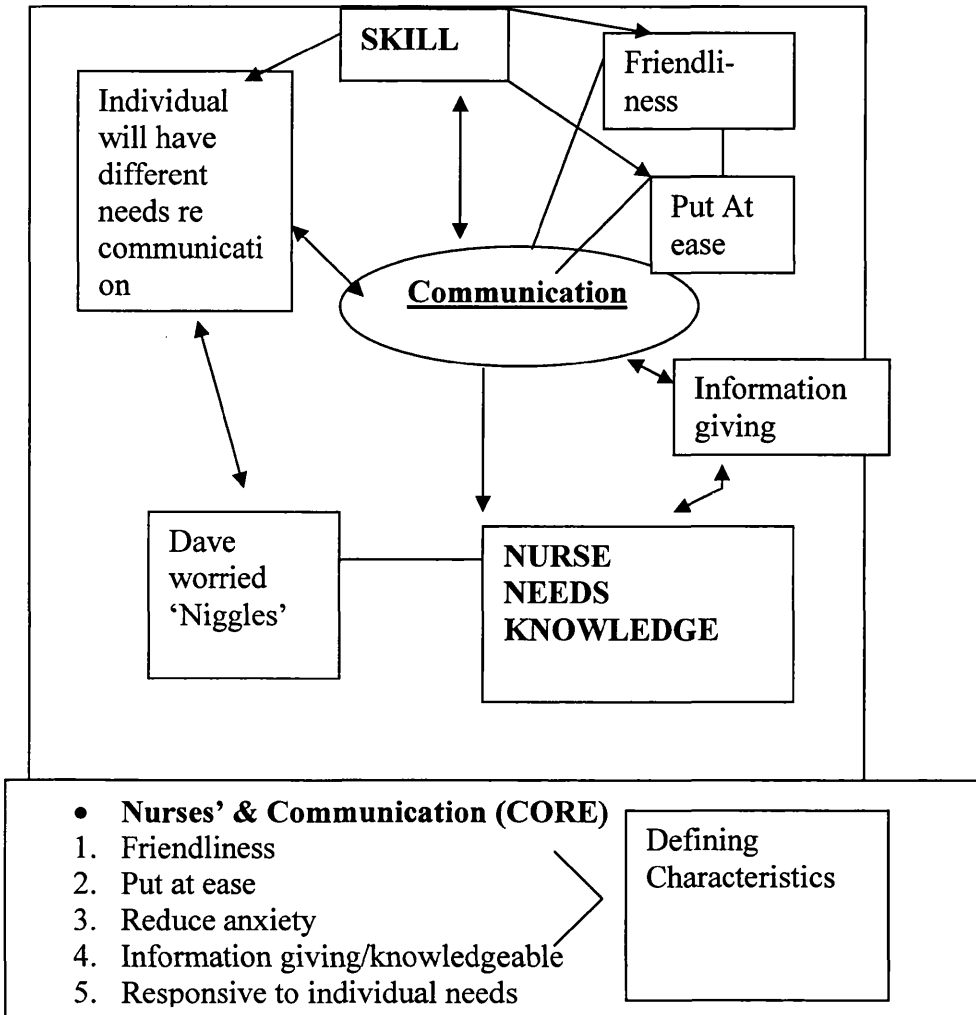 SKILL
Friendli-
ness
Individual
will have
different
needs re
communicati
on
Put At
ease
Communication
Information
giving
Dave
worried
‘Niggles’
NURSE
NEEDS
KNOWLEDGE
• Nurses’ & Communication (CORE)
1. Friendliness
2. Put at ease
3. Reduce anxiety
4. Information giving/knowledgeable
5. Responsive to individual needs
Defining
Characteristics